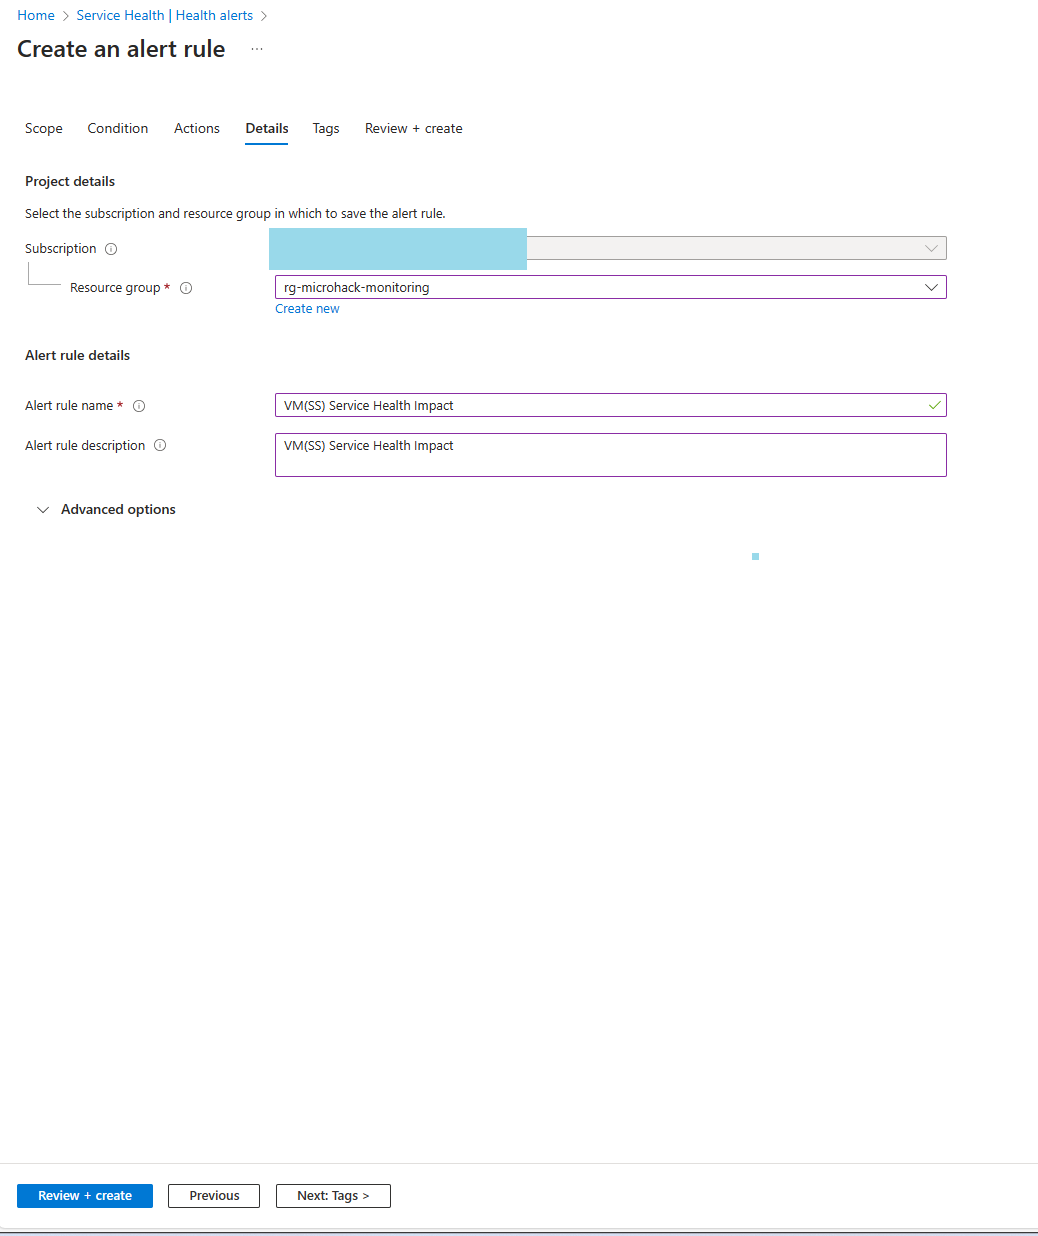 Home > Service Health | Health alerts >
Create an alert rule ...
Scope Condition Actions Details Tags Review + create
Project details
Select the subscription and resource group in which to save the alert rule.
Subscription
Resource group * rg-microhack-monitoring
Create new
Alert rule details
Alert rule name * VM(SS) Service Health Impact
Alert rule description VM(SS) Service Health Impact
Advanced options
Review + create Previous Next: Tags >